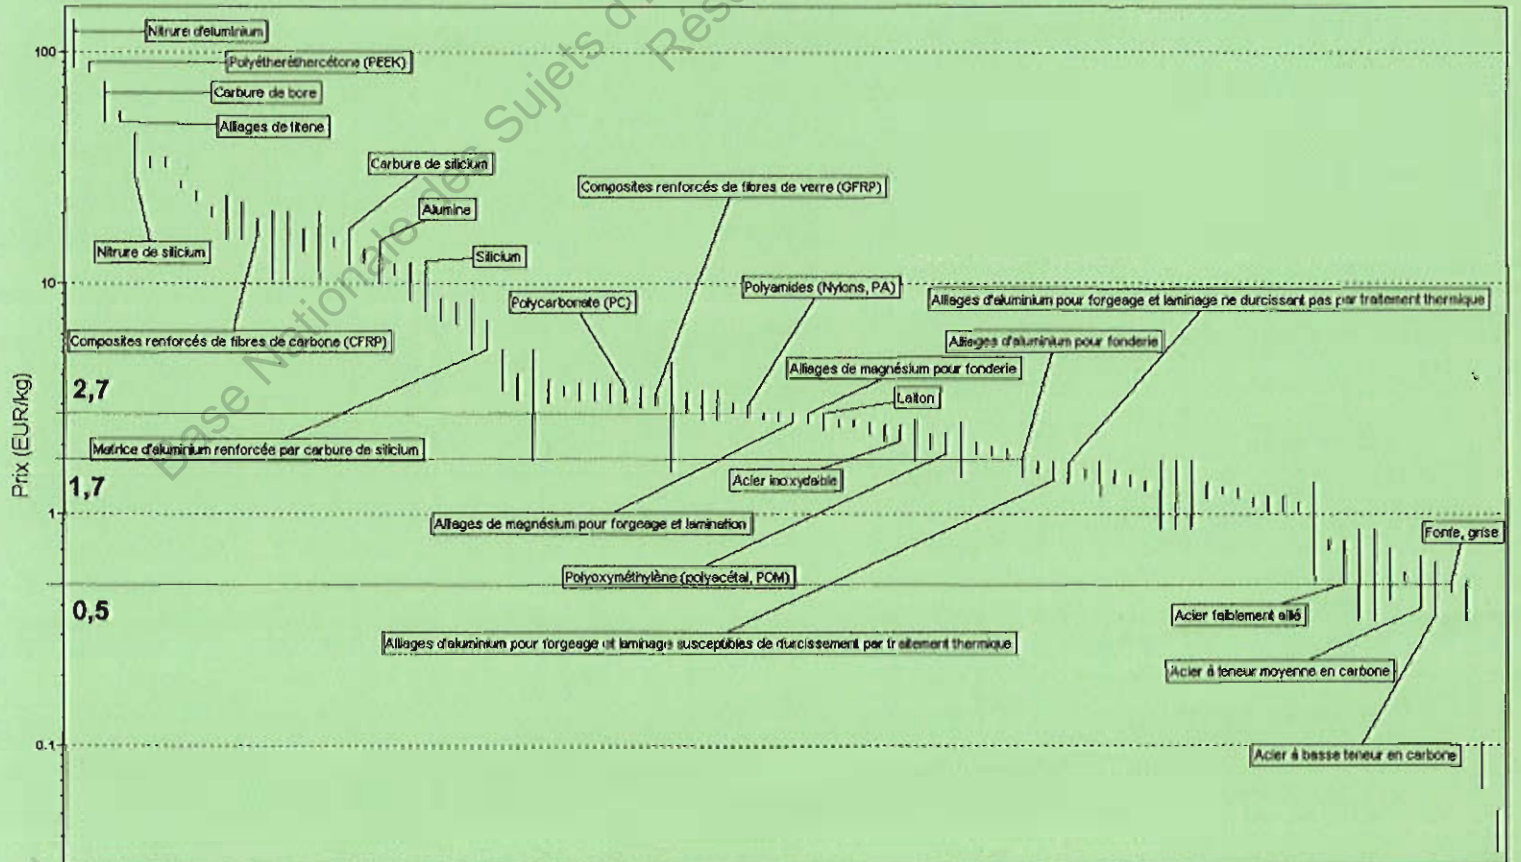 Nitrure d'aluminium
100
Polyétheréthercétone (PEEK)
Carbure de bore
Alliages de titane
Carbure de silicium
Composites renforcés de fibres de verre (GFRP)
Alumine
Nitrure de silicium
Silicium
10
Polycarbonate (PC)
Polyamides (Nylons, PA)
Alliages d'aluminium pour forgeage et laminage ne durcissant pas par traitement thermique
Composites renforcés de fibres de carbone (CFRP)
Alliages d'aluminium pour fonderie
Alliages de magnésium pour fonderie
2,7
Laiton
Prix (EUR/kg)
Matrice d'aluminium renforcée par carbure de silicium
1,7
Acier inoxydable
1
Alliages de magnésium pour forgeage et lamination
Fonte, grise
Polyoxyméthylène (polyacétal, POM)
0,5
Acier faiblement allié
Alliages d'aluminium pour forgeage et laminage susceptibles de durcissement par traitement thermique
Acier à teneur moyenne en carbone
0.1
Acier à basse teneur en carbone
Base Nationale des Sujets d'
Rése